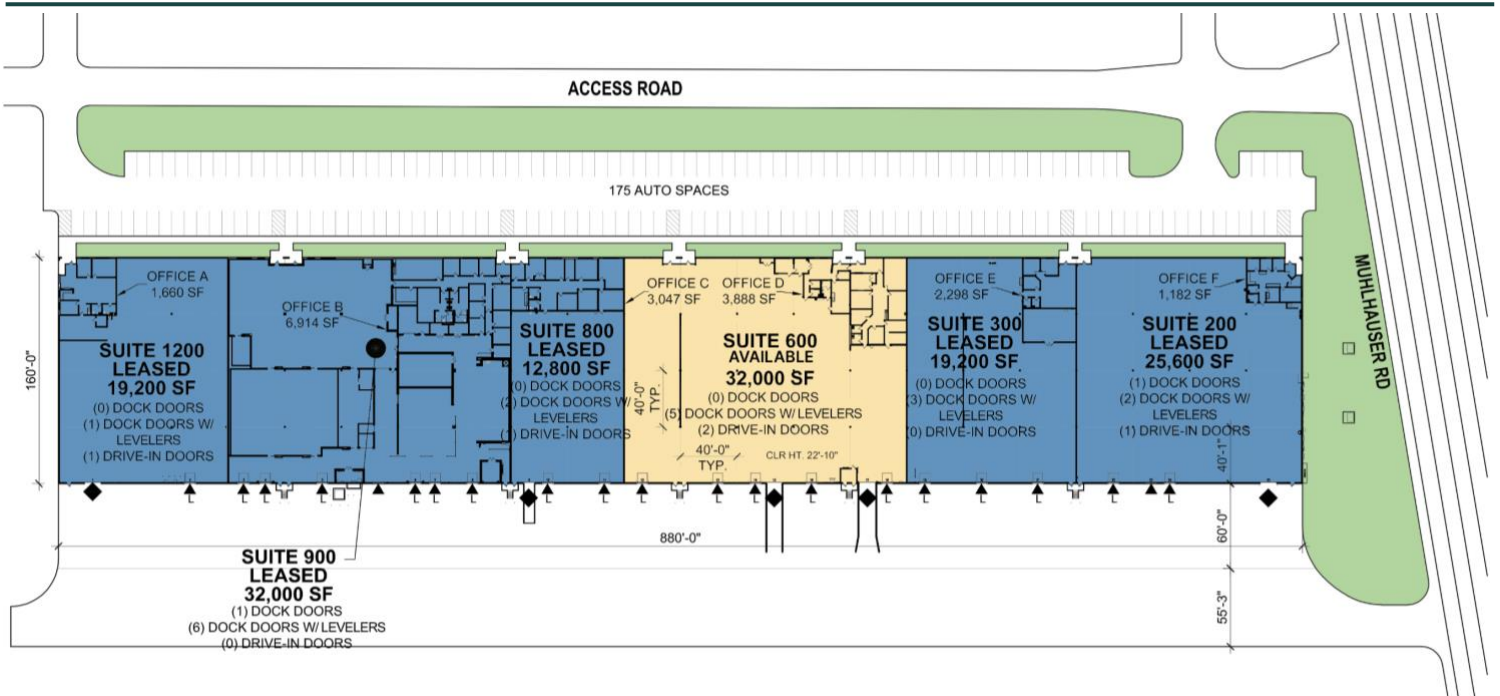 ACCESS ROAD
175 AUTO SPACES
MUHLHAUSER RD
160'-0"
OFFICE A
1,660 SF
SUITE 1200
LEASED
19,200 SF
(0) DOCK DOORS
(1) DOCK DOORS W/
LEVELERS
(1) DRIVE-IN DOORS
OFFICE B
6,914 SF
SUITE 800
LEASED
12,800 SF
(0) DOCK DOORS
(2) DOCK DOORS W/
LEVELERS
(1) DRIVE-IN DOORS
OFFICE C
3,047 SF
OFFICE D
3,888 SF
SUITE 600
AVAILABLE
32,000 SF
(0) DOCK DOORS
(5) DOCK DOORS W/ LEVELERS
(2) DRIVE-IN DOORS
40'-0"
TYP.
40'-0"
TYP.
CLR HT. 22'-10"
OFFICE E
2,298 SF
SUITE 300
LEASED
19,200 SF
(0) DOCK DOORS
(3) DOCK DOORS W/
LEVELERS
(0) DRIVE-IN DOORS
OFFICE F
1,182 SF
SUITE 200
LEASED
25,600 SF
(1) DOCK DOORS
(2) DOCK DOORS W/
LEVELERS
(1) DRIVE-IN DOORS
40'-1"
60'-0"
55'-3"
880'-0"
SUITE 900
LEASED
32,000 SF
(1) DOCK DOORS
(6) DOCK DOORS W/ LEVELERS
(0) DRIVE-IN DOORS